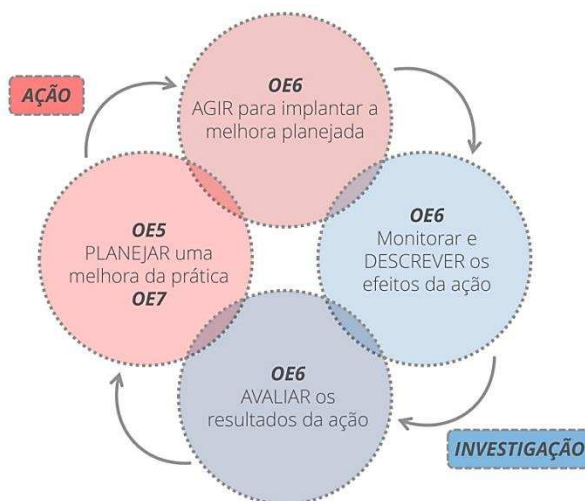 AÇÃO
OE6
AGIR para implantar a
melhora planejada
OE5
PLANEJAR uma
melhora da prática
OE7
OE6
Monitorar e
DESCREVER os
efeitos da ação
OE6
AVALIAR os
resultados da ação
INVESTIGAÇÃO